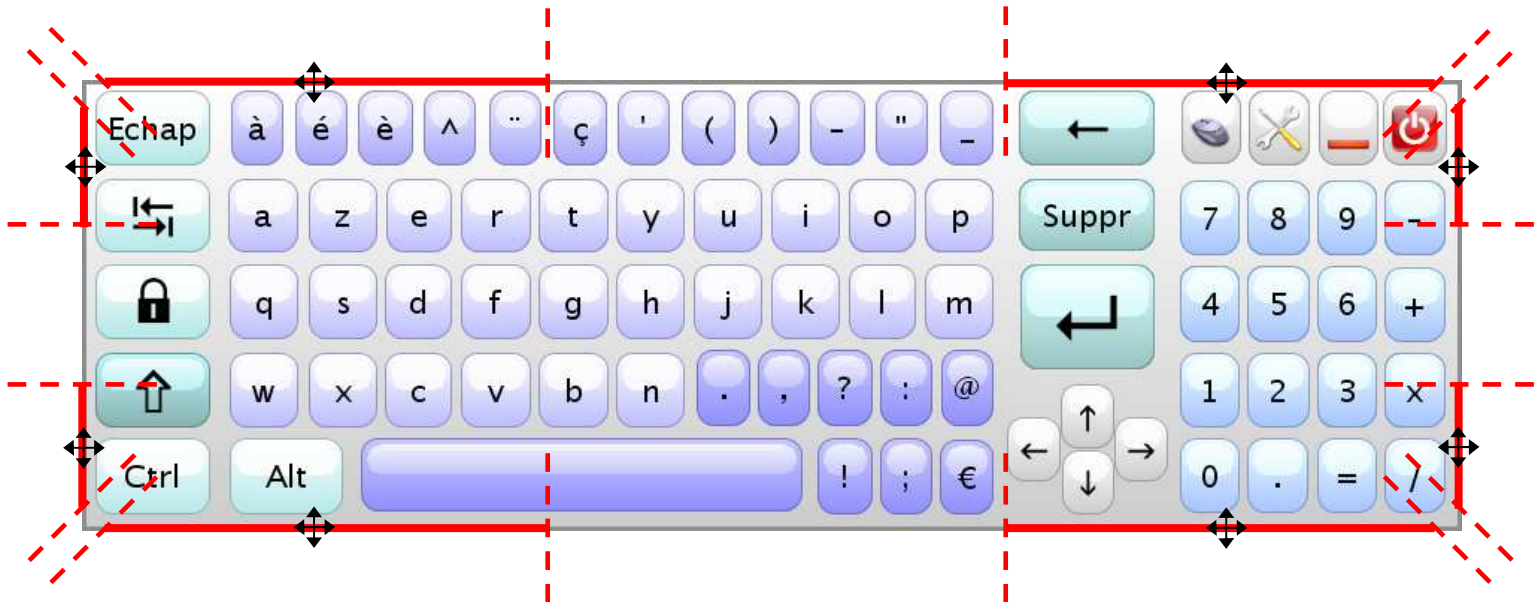 Echap à é è ^ ¨ ç ' ( ) - " _ ←
a z e r t y u i o p Suppr 7 8 9 -
q s d f g h j k l m 4 5 6 +
w x c v b n . , ? : @ ↑ 1 2 3 x
Ctrl Alt ! ; € ← ↓ → 0 . = /